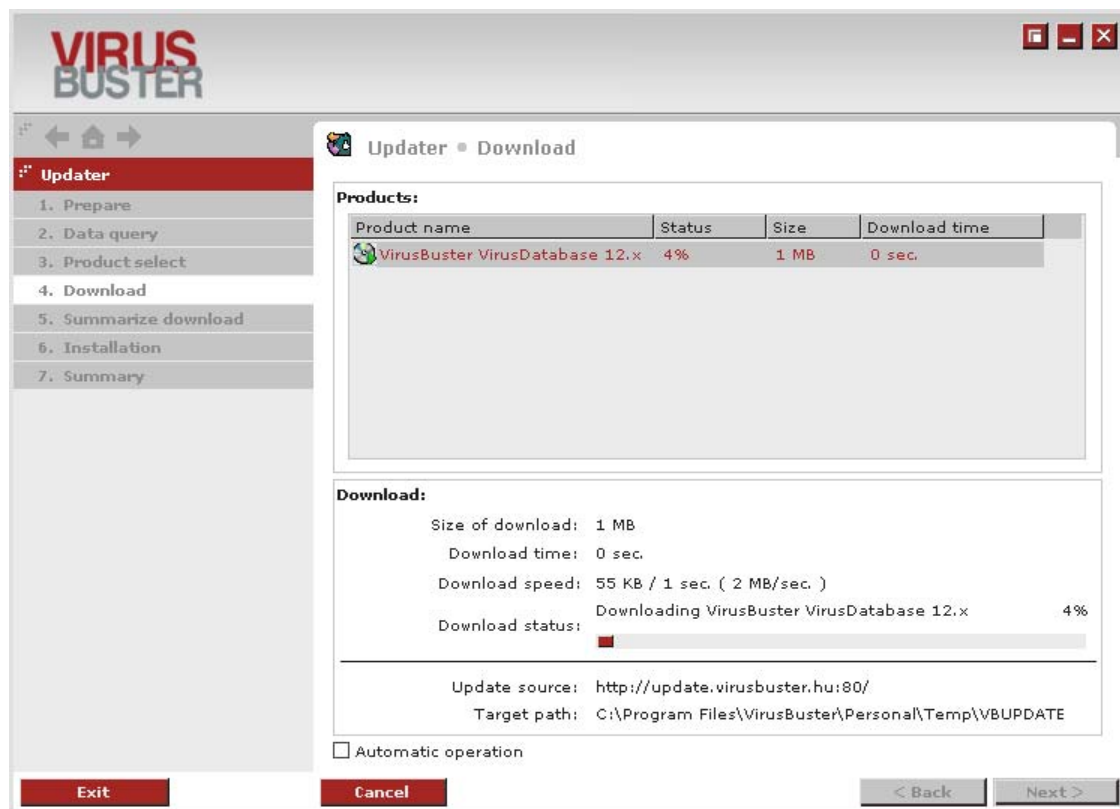 VIRUS
BUSTER
Updater
1. Prepare
2. Data query
3. Product select
4. Download
5. Summarize download
6. Installation
7. Summary
Exit
Updater • Download
Products:
Product name Status Size Download time
VirusBuster VirusDatabase 12.x 4% 1 MB 0 sec.
Download:
Size of download: 1 MB
Download time: 0 sec.
Download speed: 55 KB / 1 sec. ( 2 MB/sec. )
Downloading VirusBuster VirusDatabase 12.x 4%
Download status:
Update source: http://update.virusbuster.hu:80/
Target path: C:\Program Files\VirusBuster\Personal\Temp\VBUPDATE
Automatic operation
Cancel
< Back
Next >